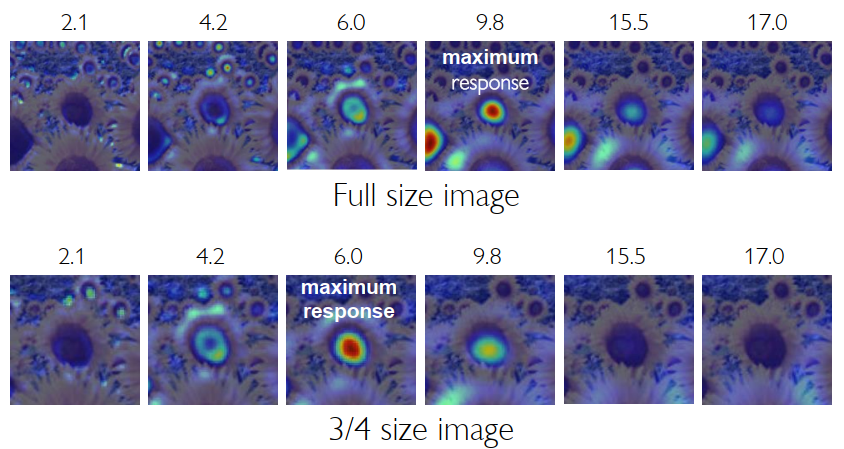 2.1 4.2 6.0 9.8 15.5 17.0
maximum
response
Full size image
2.1 4.2 6.0 9.8 15.5 17.0
maximum
response
3/4 size image